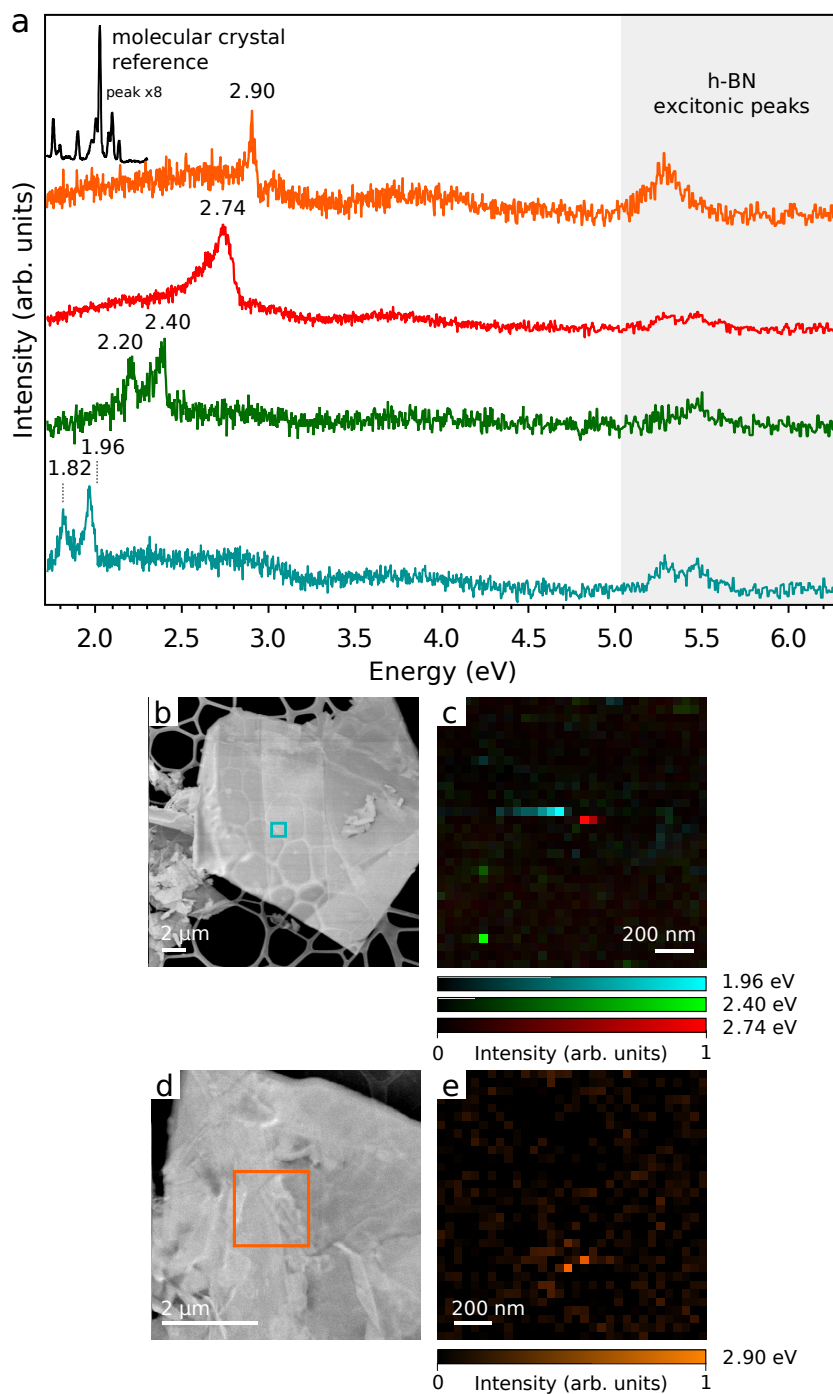 a
molecular crystal
reference
peak x8
2.90
h-BN
excitonic peaks
2.74
2.20
2.40
1.82
1.96
Intensity (arb. units)
2.0 2.5 3.0 3.5 4.0 4.5 5.0 5.5 6.0
Energy (eV)
b
2 μm
c
200 nm
1.96 eV
2.40 eV
2.74 eV
0 Intensity (arb. units) 1
d
2 μm
e
200 nm
2.90 eV
0 Intensity (arb. units) 1